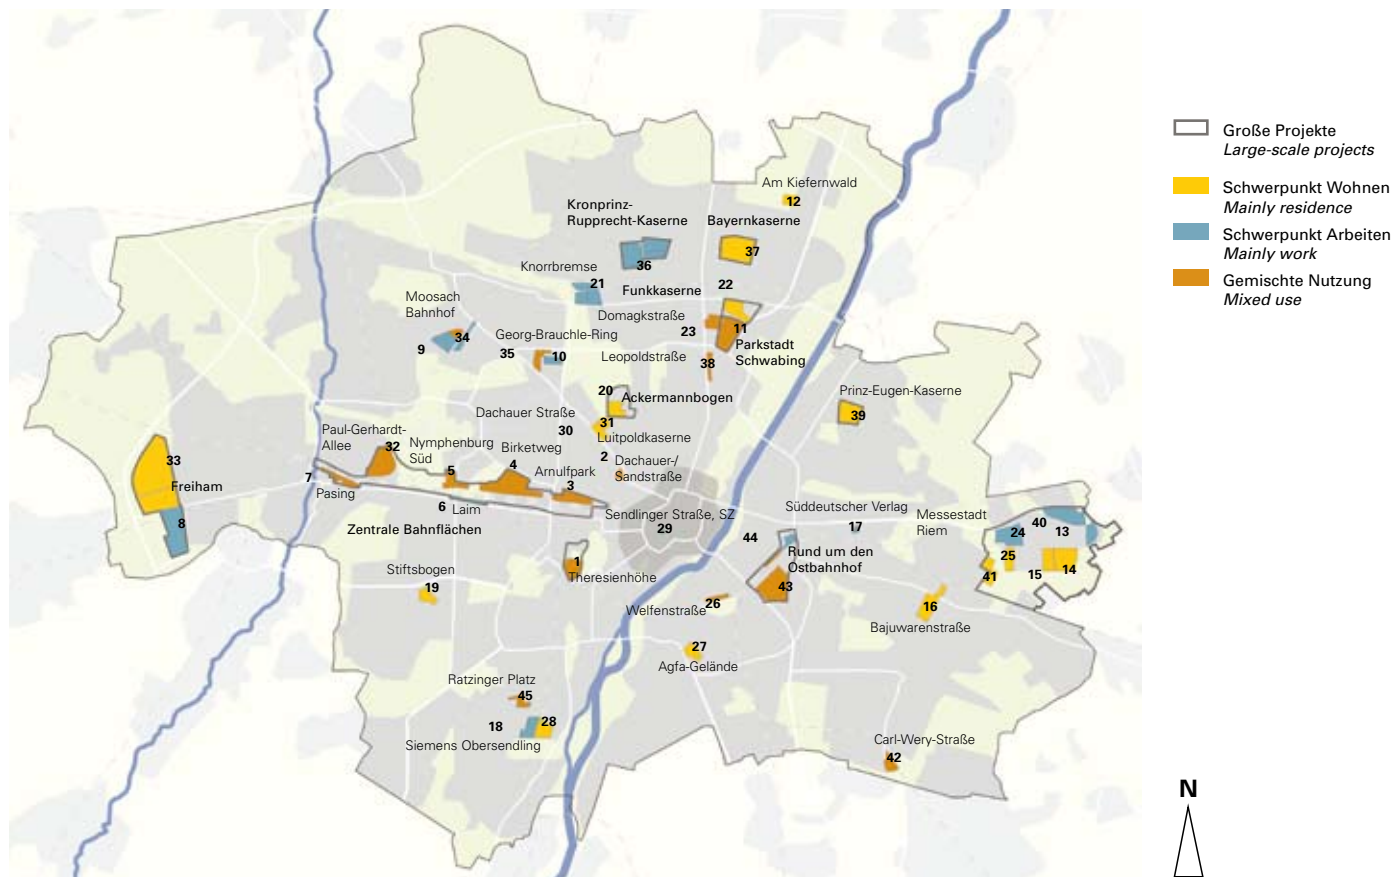 Große Projekte
Large-scale projects
Schwerpunkt Wohnen
Mainly residence
Schwerpunkt Arbeiten
Mainly work
Gemischte Nutzung
Mixed use
N
Am Kiefernwald
12
Kronprinz-
Rupprecht-Kaserne
36
Bayernkaserne
37
Knorrbremse
21
Funkkaserne
22
Moosach
Bahnhof
34
9
Domagkstraße
23
11
Parkstadt
Schwabing
Georg-Brauchle-Ring
35
10
Leopoldstraße
38
20
Ackermannbogen
Prinz-Eugen-Kaserne
39
Dachauer Straße
30
31
Luitpoldkaserne
Paul-Gerhardt-
Allee
32
Nymphenburg
Süd
5
Birketweg
4
2
Dachauer-/
Sandstraße
Arnulfpark
3
33
Freiham
8
7
Pasing
6
Laim
Zentrale Bahnflächen
Sendlinger Straße, SZ
29
Süddeutscher Verlag
17
Messestadt
Riem
40
24
13
25
41
15
14
44
Rund um den
Ostbahnhof
43
1
Theresienhöhe
Stiftsbogen
19
Welfenstraße
26
16
Bajuwarenstraße
27
Agfa-Gelände
Ratzinger Platz
45
18
28
Siemens Obersendling
Carl-Wery-Straße
42